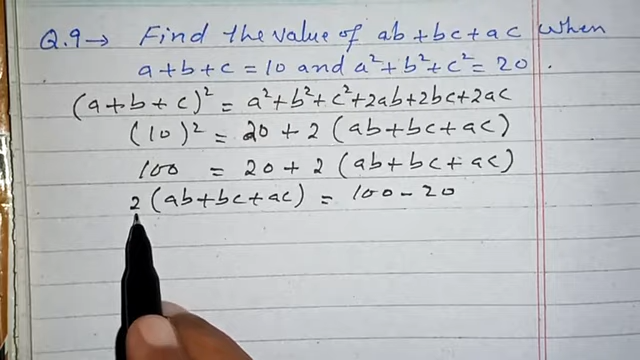 Q.9→ Find the value of ab+bc+ac when
a+b+c=10 and a²+b²+c²=20.
(a+b+c)² = a²+b²+c²+2ab+2bc+2ac
(10)² = 20+2(ab+bc+ac)
100 = 20+2(ab+bc+ac)
2(ab+bc+ac) = 100-20